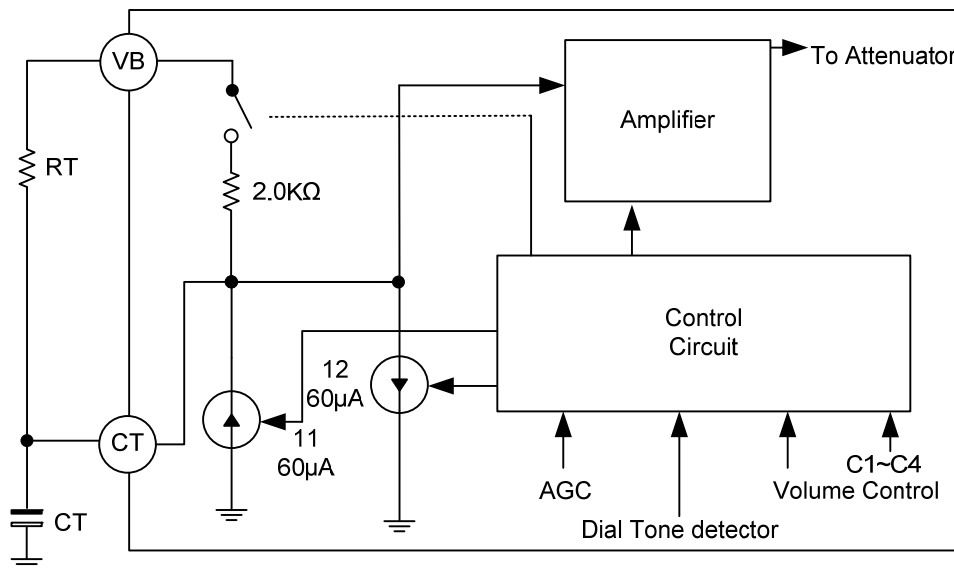 VB
To Attenuator
Amplifier
RT
2.0KΩ
Control
Circuit
12
60μA
CT
11
60μA
AGC
C1~C4
Volume Control
CT
Dial Tone detector